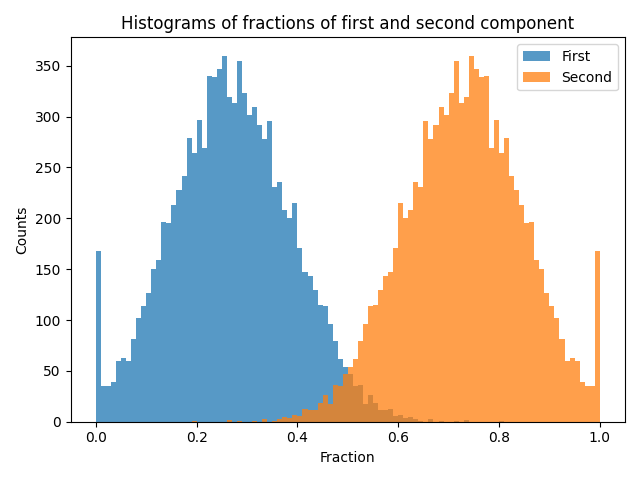 Histograms of fractions of first and second component
First
Second
Counts
350
300
250
200
150
100
50
0
0.0 0.2 0.4 0.6 0.8 1.0
Fraction